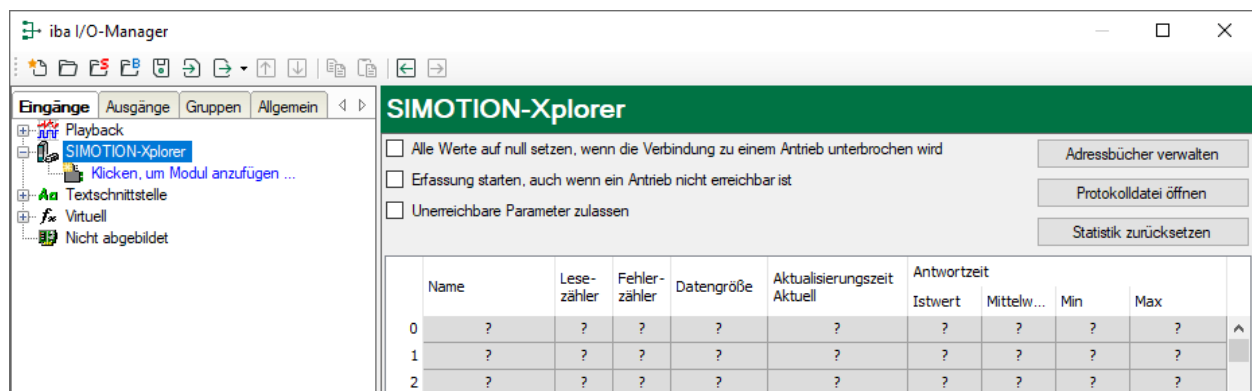 iba I/O-Manager
Eingänge Ausgänge Gruppen Allgemein
Playback
SIMOTION-Xplorer
Klicken, um Modul anzufügen ...
Textschnittstelle
Virtuell
Nicht abgebildet
SIMOTION-Xplorer
Alle Werte auf null setzen, wenn die Verbindung zu einem Antrieb unterbrochen wird
Erfassung starten, auch wenn ein Antrieb nicht erreichbar ist
Unerreichbare Parameter zulassen
Adressbücher verwalten
Protokolldatei öffnen
Statistik zurücksetzen
Name Lese- Fehler- Datengröße Aktualisierungszeit Antwortzeit
zähler zähler Aktuell Istwert Mittelw... Min Max
0 ? ? ? ? ? ? ? ? ?
1 ? ? ? ? ? ? ? ? ?
2 ? ? ? ? ? ? ? ? ?